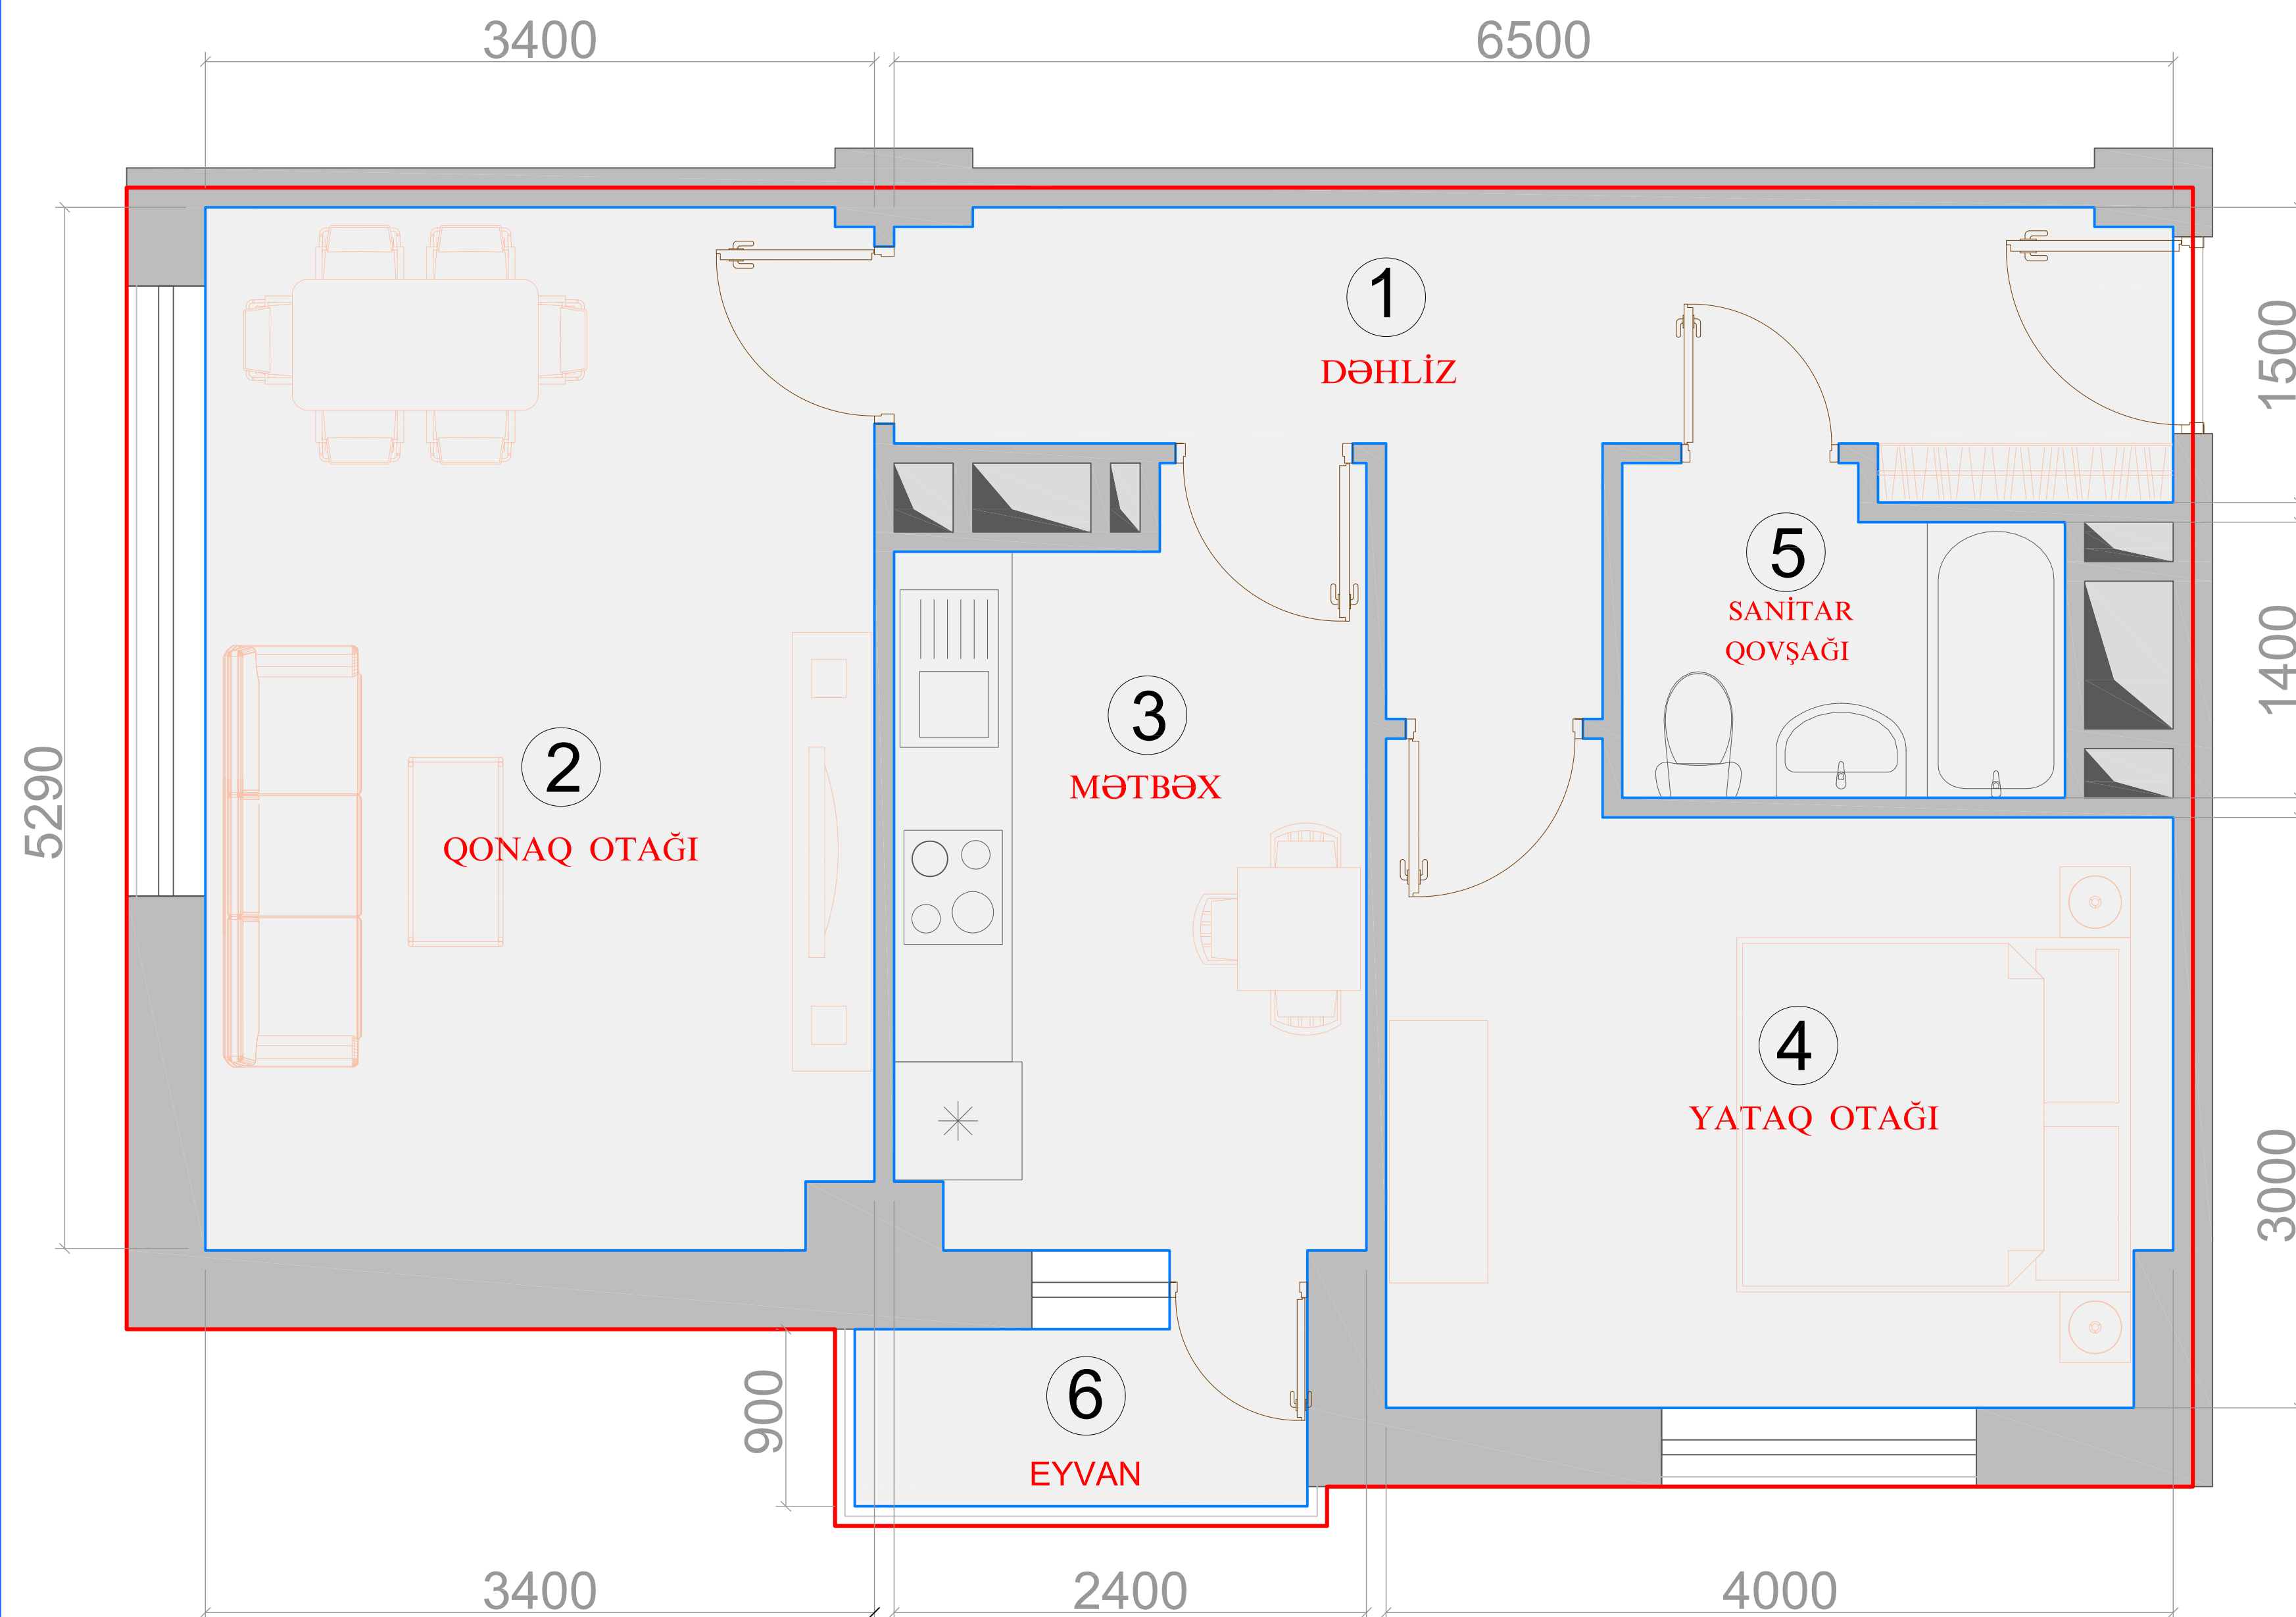 3400
6500
1
DƏHLİZ
1500
5
SANİTAR
QOVŞAĞI
1400
2
QONAQ OTAĞI
3
MƏTBƏX
5290
4
YATAQ OTAĞI
3000
6
EYVAN
900
3400
2400
4000